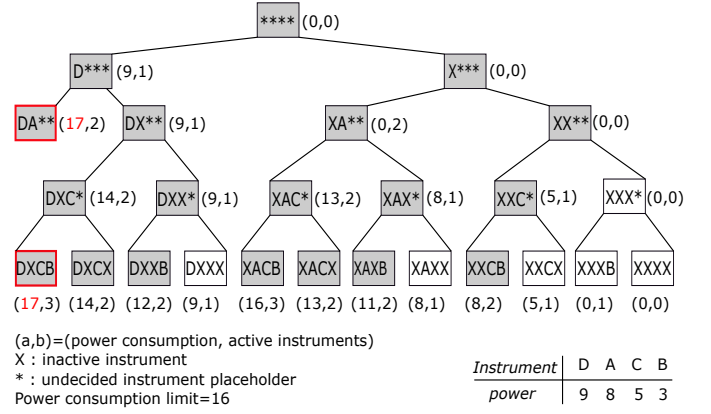 **** (0,0)
D*** (9,1) X*** (0,0)
DA** (17,2) DX** (9,1) XA** (0,2) XX** (0,0)
DXC* (14,2) DXX* (9,1) XAC* (13,2) XAX* (8,1) XXC* (5,1) XXX* (0,0)
DXCB DXCX DXXB DXXX XACB XACX XAXB XAXX XXCB XXCX XXXB XXXX
(17,3) (14,2) (12,2) (9,1) (16,3) (13,2) (11,2) (8,1) (8,2) (5,1) (0,1) (0,0)
(a,b)=(power consumption, active instruments)
X : inactive instrument
* : undecided instrument placeholder
Power consumption limit=16
Instrument D A C B
power 9 8 5 3